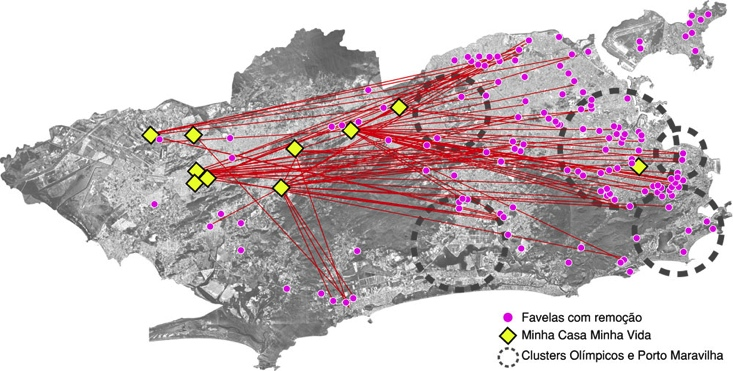 Favelas com remoção
Minha Casa Minha Vida
Clusters Olímpicos e Porto Maravilha